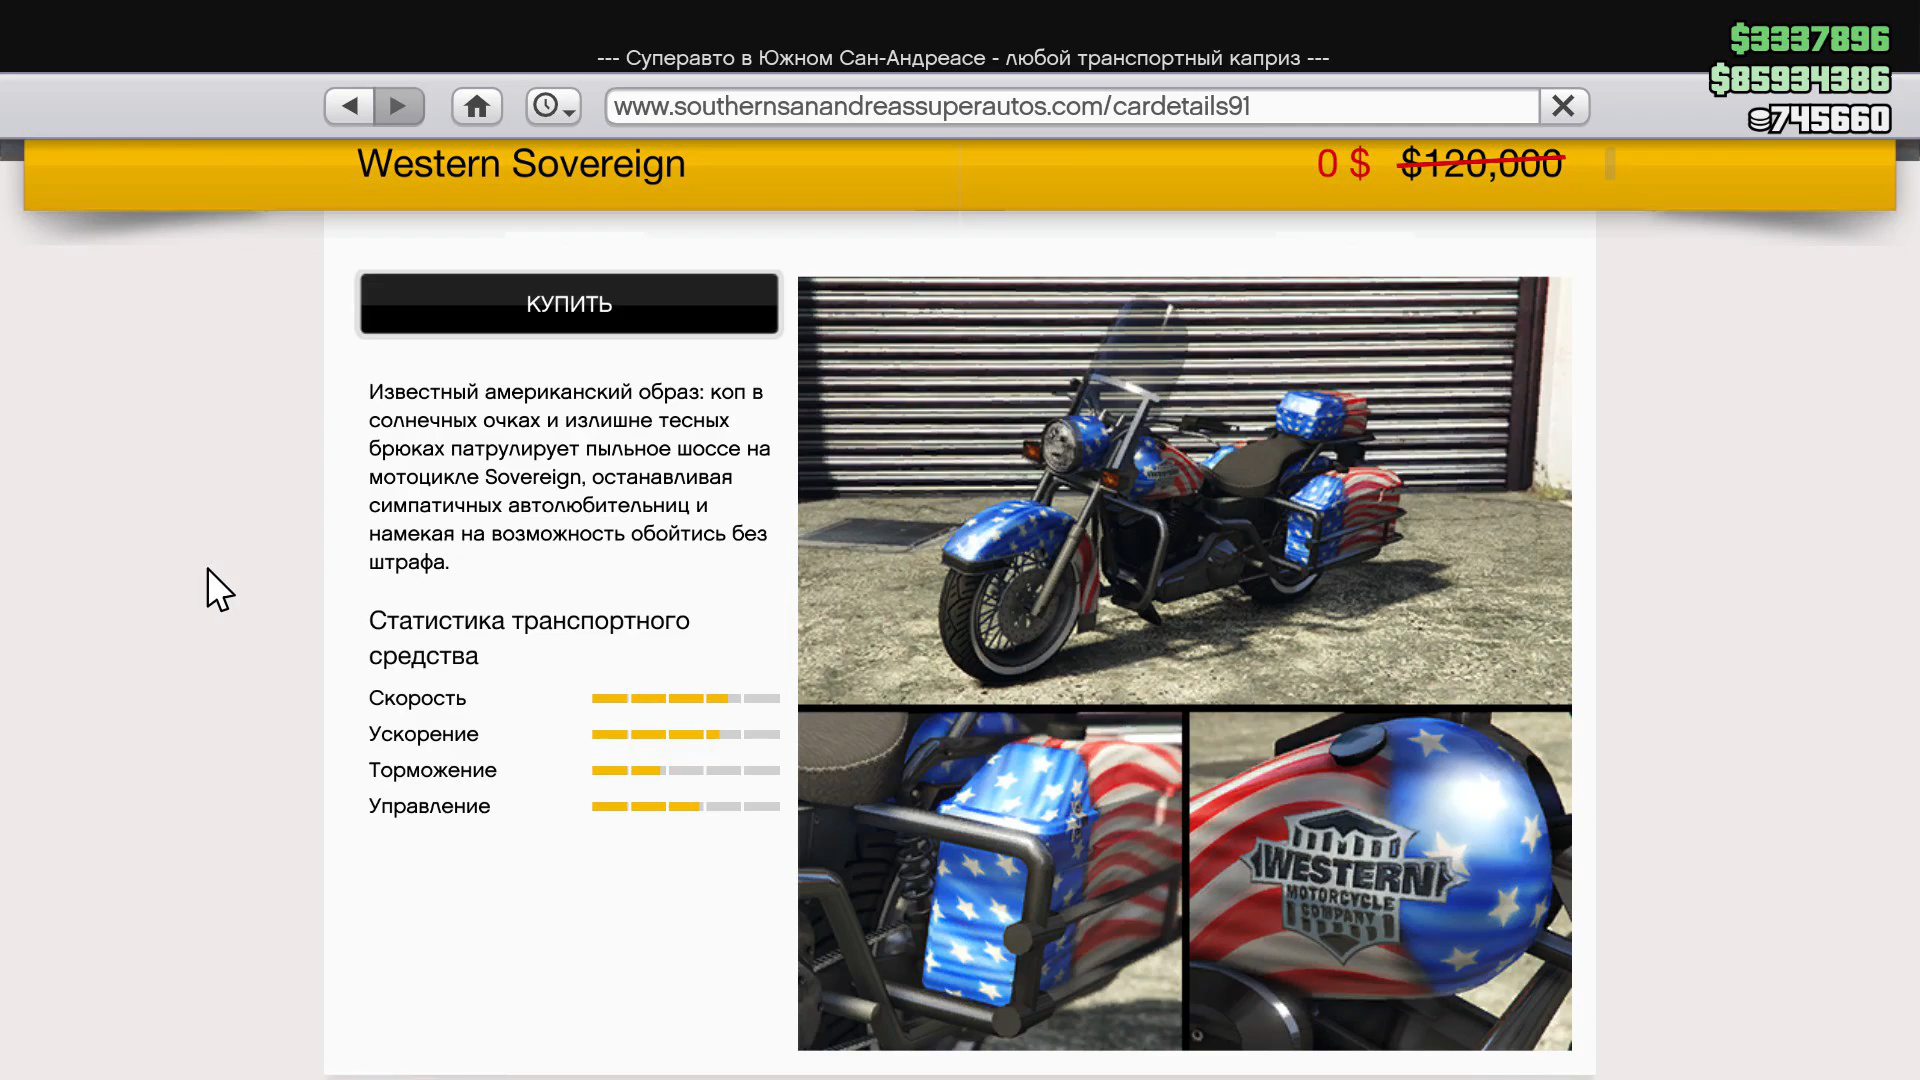 --- Суперавто в Южном Сан-Андреасе - любой транспортный каприз ---
$3337896
$85934386
745660
www.southernsanandreassuperautos.com/cardetails91
Western Sovereign
0 $ $120,000
КУПИТЬ
Известный американский образ: коп в
солнечных очках и излишне тесных
брюках патрулирует пыльное шоссе на
мотоцикле Sovereign, останавливая
симпатичных автолюбительниц и
намекая на возможность обойтись без
штрафа.
Статистика транспортного
средства
Скорость
Ускорение
Торможение
Управление
WESTERN
MOTORCYCLE
COMPANY